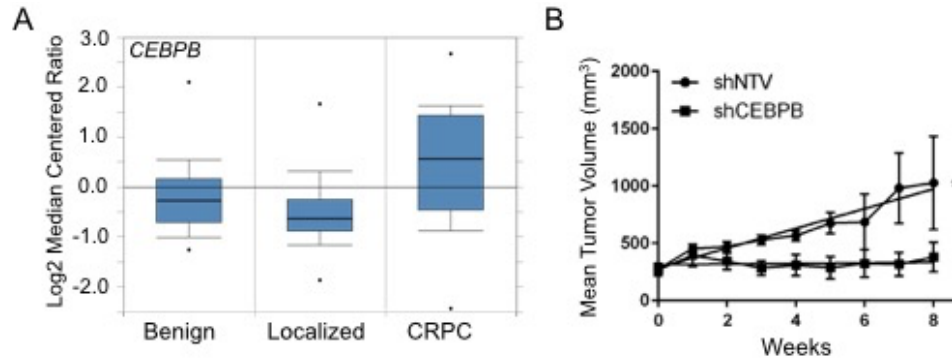 A
Log2 Median Centered Ratio
3.0
2.0
1.0
0.0
-1.0
-2.0
CEBPB
Benign
Localized
CRPC
B
Mean Tumor Volume (mm³)
2000
1500
1000
500
0
shNTV
shCEBPB
0
2
4
6
8
Weeks